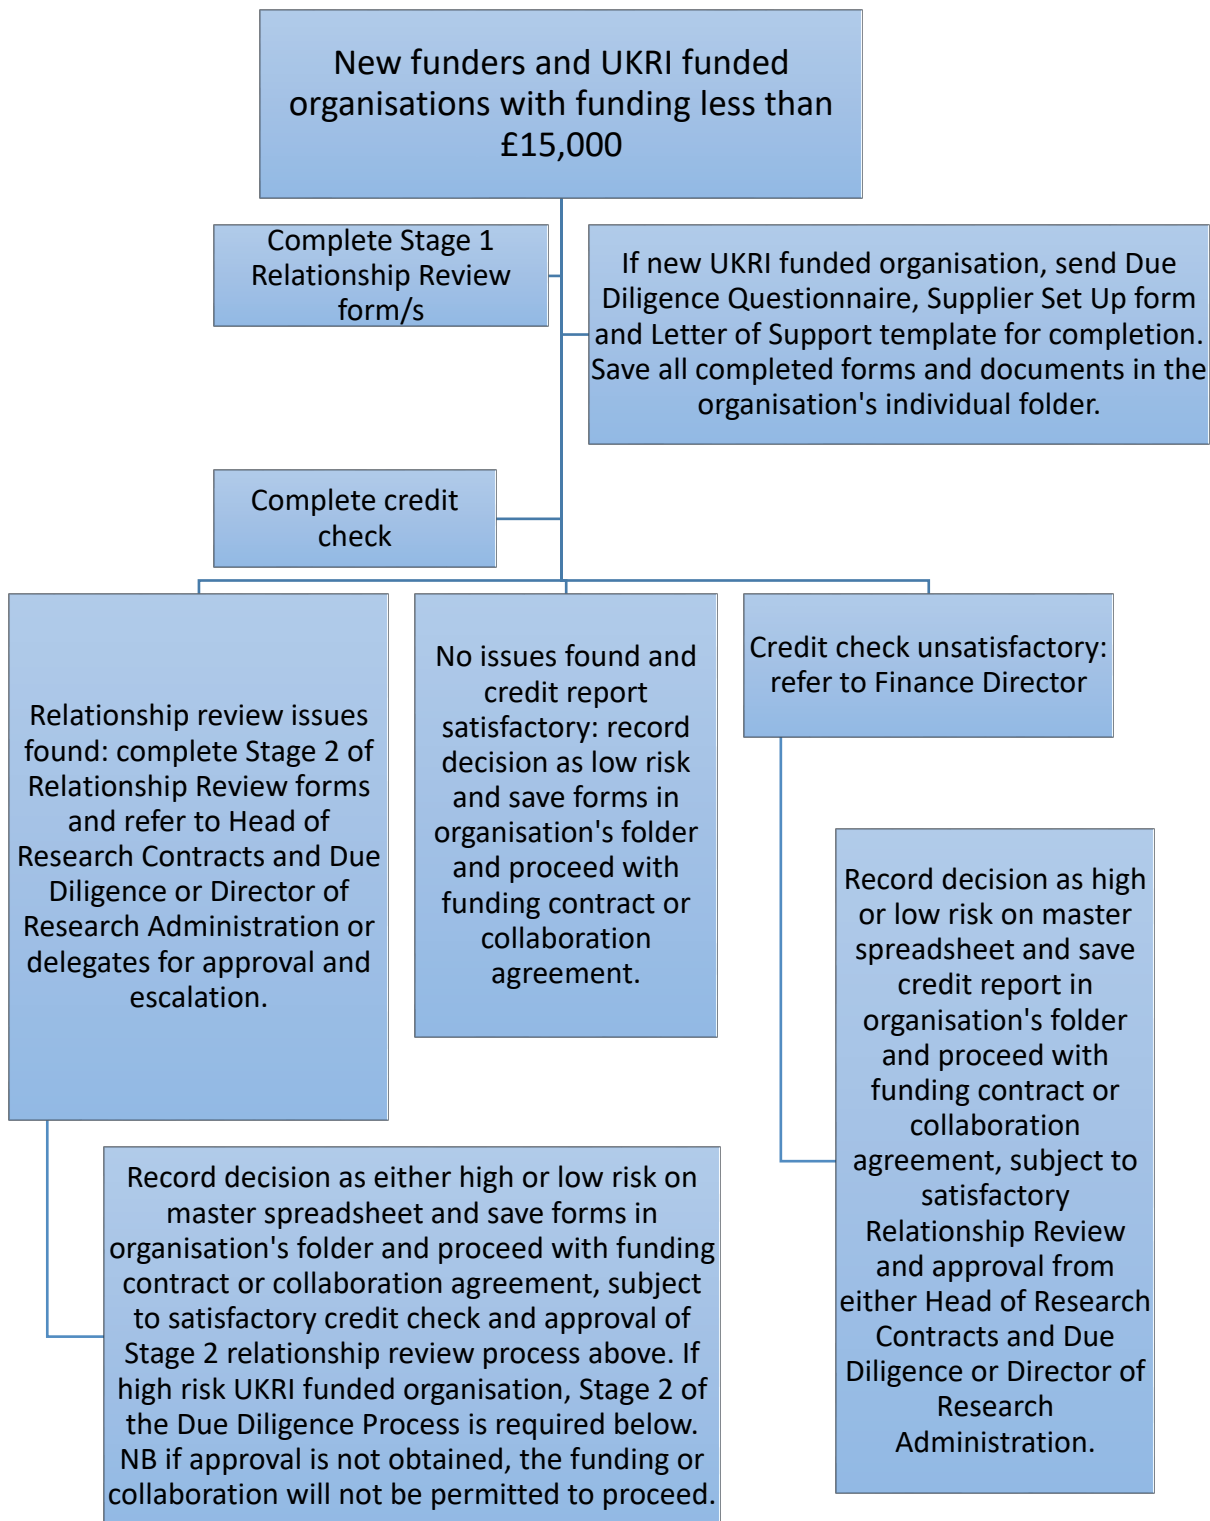 New funders and UKRI funded
organisations with funding less than
£15,000
Complete Stage 1
Relationship Review
form/s
If new UKRI funded organisation, send Due
Diligence Questionnaire, Supplier Set Up form
and Letter of Support template for completion.
Save all completed forms and documents in the
organisation's individual folder.
Complete credit
check
Relationship review issues
found: complete Stage 2 of
Relationship Review forms
and refer to Head of
Research Contracts and Due
Diligence or Director of
Research Administration or
delegates for approval and
escalation.
No issues found and
credit report
satisfactory: record
decision as low risk
and save forms in
organisation's folder
and proceed with
funding contract or
collaboration
agreement.
Credit check unsatisfactory:
refer to Finance Director
Record decision as either high or low risk on
master spreadsheet and save forms in
organisation's folder and proceed with funding
contract or collaboration agreement, subject
to satisfactory credit check and approval of
Stage 2 relationship review process above. If
high risk UKRI funded organisation, Stage 2 of
the Due Diligence Process is required below.
NB if approval is not obtained, the funding or
collaboration will not be permitted to proceed.
Record decision as high
or low risk on master
spreadsheet and save
credit report in
organisation's folder
and proceed with
funding contract or
collaboration
agreement, subject to
satisfactory
Relationship Review
and approval from
either Head of Research
Contracts and Due
Diligence or Director of
Research
Administration.